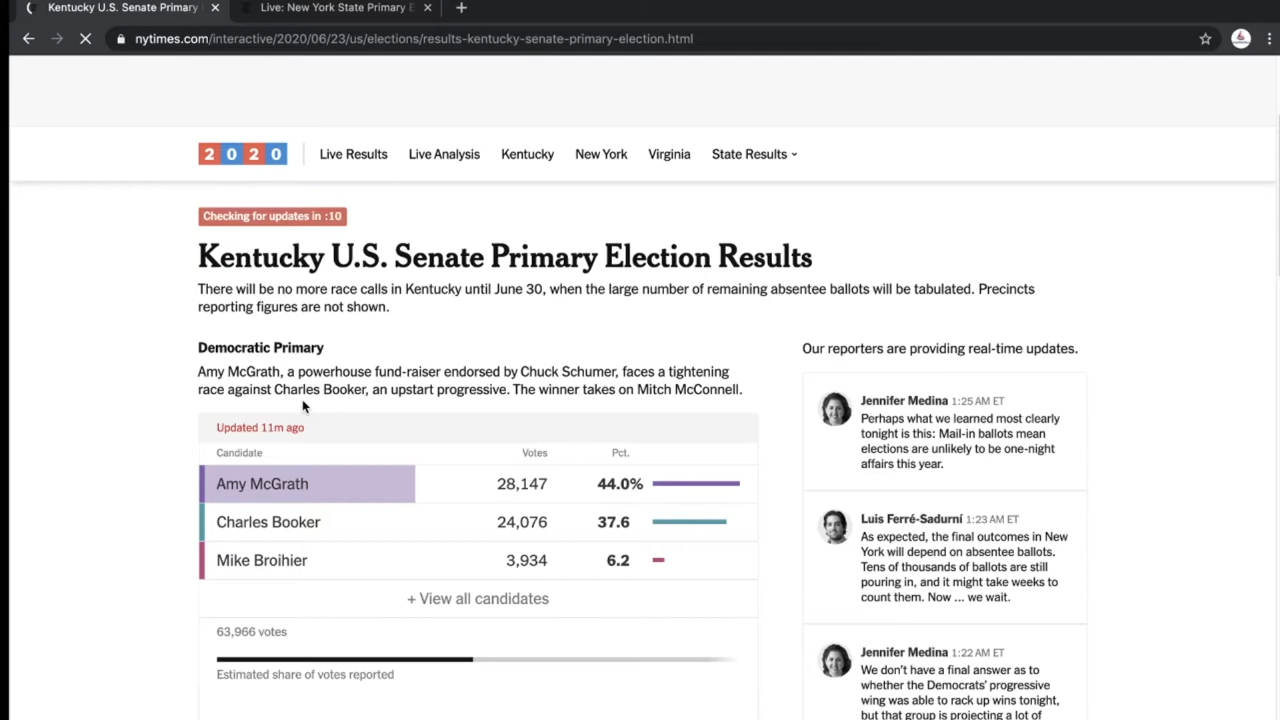 Kentucky U.S. Senate Primary
Live: New York State Primary E
nytimes.com/interactive/2020/06/23/us/elections/results-kentucky-senate-primary-election.html
2020
Live Results
Live Analysis
Kentucky
New York
Virginia
State Results
Checking for updates in :10
Kentucky U.S. Senate Primary Election Results
There will be no more race calls in Kentucky until June 30, when the large number of remaining absentee ballots will be tabulated. Precincts
reporting figures are not shown.
Democratic Primary
Amy McGrath, a powerhouse fund-raiser endorsed by Chuck Schumer, faces a tightening
race against Charles Booker, an upstart progressive. The winner takes on Mitch McConnell.
Updated 11m ago
Candidate Votes Pct.
Amy McGrath 28,147 44.0%
Charles Booker 24,076 37.6
Mike Broihier 3,934 6.2
+ View all candidates
63,966 votes
Estimated share of votes reported
Our reporters are providing real-time updates.
Jennifer Medina 1:25 AM ET
Perhaps what we learned most clearly
tonight is this: Mail-in ballots mean
elections are unlikely to be one-night
affairs this year.
Luis Ferré-Sadurní 1:23 AM ET
As expected, the final outcomes in New
York will depend on absentee ballots.
Tens of thousands of ballots are still
pouring in, and it might take weeks to
count them. Now ... we wait.
Jennifer Medina 1:22 AM ET
We don't have a final answer as to
whether the Democrats' progressive
wing was able to rack up wins tonight,
but that group is projecting a lot of